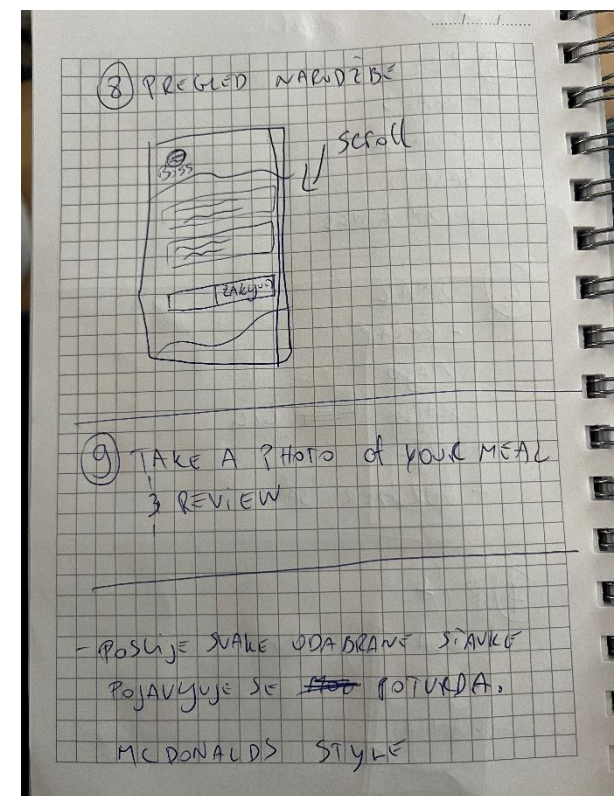 8 PREGLED NARUDŽBE
scroll
ZAKLJUČI
9 TAKE A PHOTO of YOUR MEAL
& REVIEW
- POSLIJE SVAKE ODABRANE STAVKE
POJAVLJUJE SE POTVRDA.
MCDONALDS STYLE